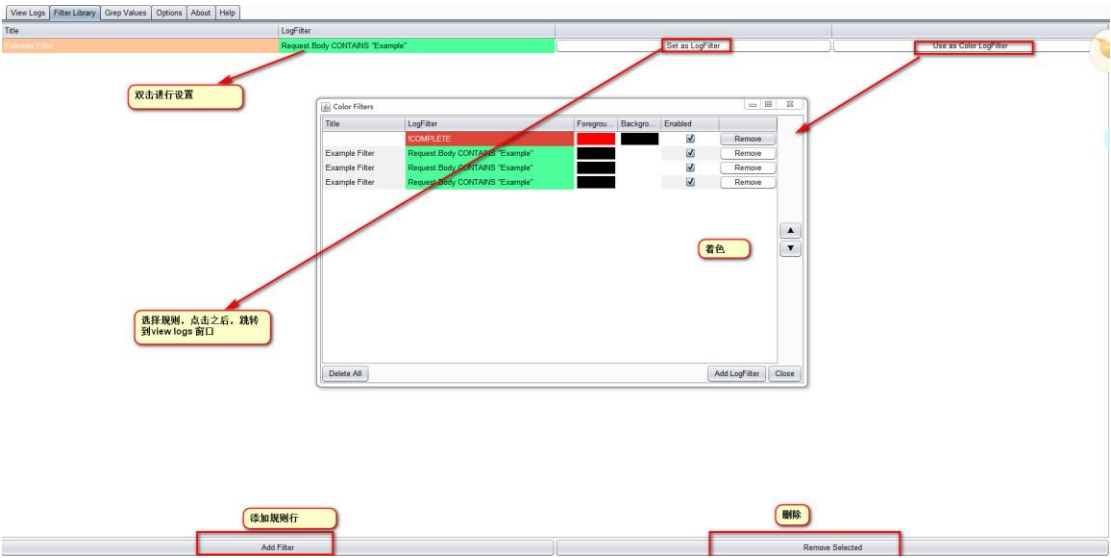 View Logs Filter Library Grep Values Options About Help
Title LogFilter
Example Filter Request.Body CONTAINS "Example" Set as LogFilter Use as Color LogFilter
双击进行设置
Color Filters
Title LogFilter Foregrou... Backgro... Enabled
!COMPLETE Remove
Example Filter Request.Body CONTAINS "Example" Remove
Example Filter Request.Body CONTAINS "Example" Remove
Example Filter Request.Body CONTAINS "Example" Remove
着色
选择规则，点击之后，跳转
到view logs 窗口
Delete All Add LogFilter Close
添加规则行
删除
Add Filter Remove Selected